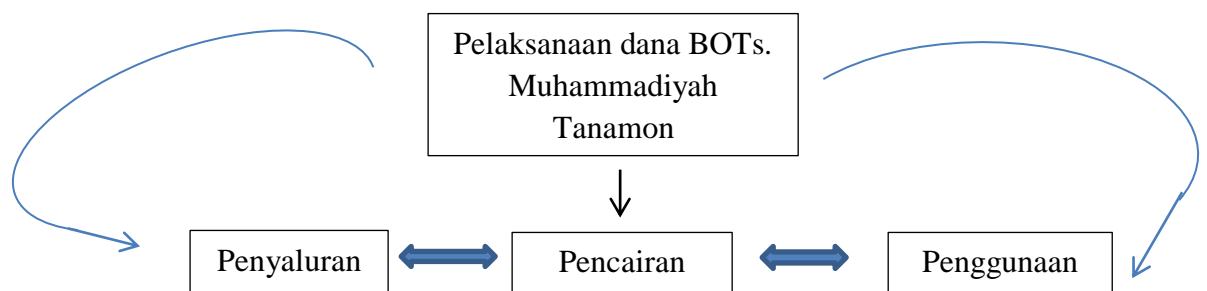 Pelaksanaan dana BOTs.
Muhammadiyah
Tanamon
Penyaluran
Pencairan
Penggunaan